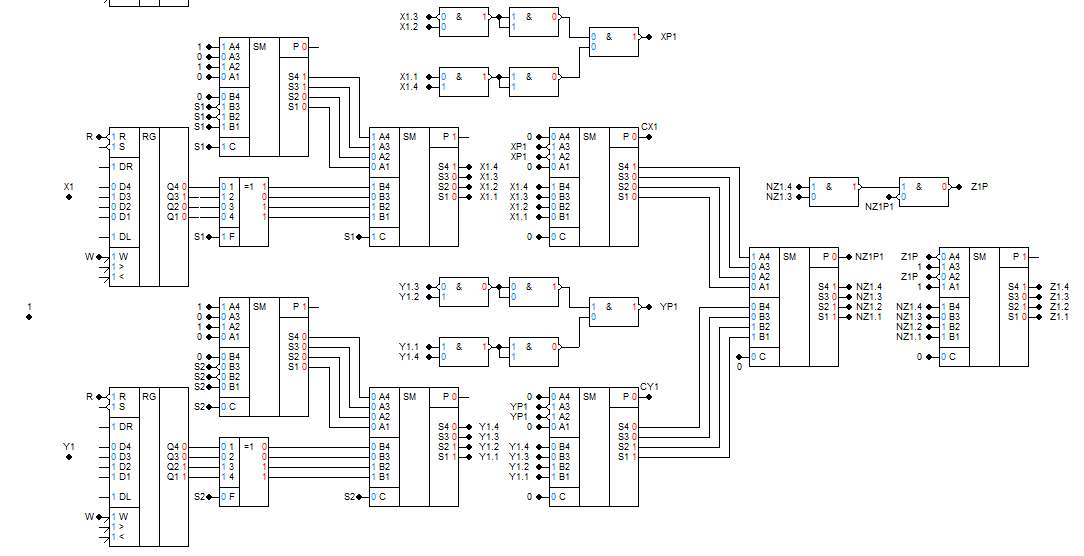 X1.3 0 & 1 1 & 0
X1.2 0 1
0 & 1 XP1
0
X1.1 0 & 1 1 & 0
X1.4 1 1
1 1 A4 SM P 0
0 0 A3
1 1 A2
0 0 A1 S4 1
S3 1
0 0 B4 S2 0
S1 1 B3 S1 0
S1 1 B2
S1 1 B1
S1 1 C
R 1 R RG
1 S
1 DR
X1
0 D4 Q4 0
1 D3 Q3 1
0 D2 Q2 0
0 D1 Q1 0
1 DL
W 1 W
1 >
1 <
0 1 =1 1
1 2 0
0 3 1
0 4 1
S1 1 F
1 A4 SM P 1
1 A3
0 A2
0 A1 S4 1 X1.4
S3 0 X1.3
1 B4 S2 0 X1.2
0 B3 S1 0 X1.1
1 B2
1 B1
S1 1 C
0 0 A4 SM P 0 CX1
XP1 1 A3
XP1 1 A2
0 0 A1 S4 1
S3 1
X1.4 1 B4 S2 1
X1.3 0 B3 S1 0
X1.2 0 B2
X1.1 0 B1
0 0 C
NZ1.4 1 & 1 1 & 0 Z1P
NZ1.3 0 NZ1P1 0
1 A4 SM P 0 NZ1P1
1 A3
1 A2
0 A1 S4 1 NZ1.4
S3 0 NZ1.3
0 B4 S2 0 NZ1.2
0 B3 S1 1 NZ1.1
1 B2
1 B1
0 C
0
Z1P 0 A4 SM P 1
1 1 A3
Z1P 0 A2
1 1 A1 S4 1 Z1.4
S3 1 Z1.3
NZ1.4 1 B4 S2 1 Z1.2
NZ1.3 0 B3 S1 0 Z1.1
NZ1.2 0 B2
NZ1.1 1 B1
0 0 C
1
Y1.3 0 & 0 0 & 1
Y1.2 1 0
1 & 1 YP1
0
Y1.1 0 & 1 1 & 0
Y1.4 0 1
1 1 A4 SM P 1
0 0 A3
1 1 A2
0 0 A1 S4 0
S3 0
0 0 B4 S2 0
S2 0 B3 S1 0
S2 0 B2
S2 0 B1
S2 0 C
R 1 R RG
1 S
1 DR
Y1
0 D4 Q4 0
0 D3 Q3 0
1 D2 Q2 1
1 D1 Q1 1
1 DL
W 1 W
1 >
1 <
0 1 =1 0
0 2 0
1 3 1
1 4 1
S2 0 F
0 A4 SM P 0
0 A3
0 A2
0 A1 S4 0 Y1.4
S3 0 Y1.3
0 B4 S2 1 Y1.2
0 B3 S1 1 Y1.1
1 B2
1 B1
S2 0 C
0 0 A4 SM P 0 CY1
YP1 0 A3
YP1 0 A2
0 0 A1 S4 0
S3 0
Y1.4 0 B4 S2 1
Y1.3 0 B3 S1 1
Y1.2 1 B2
Y1.1 1 B1
0 0 C